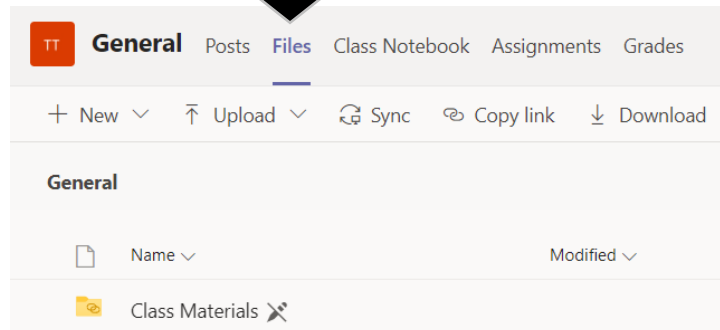 TT General Posts Files Class Notebook Assignments Grades
New Upload Sync Copy link Download
General
Name Modified
Class Materials